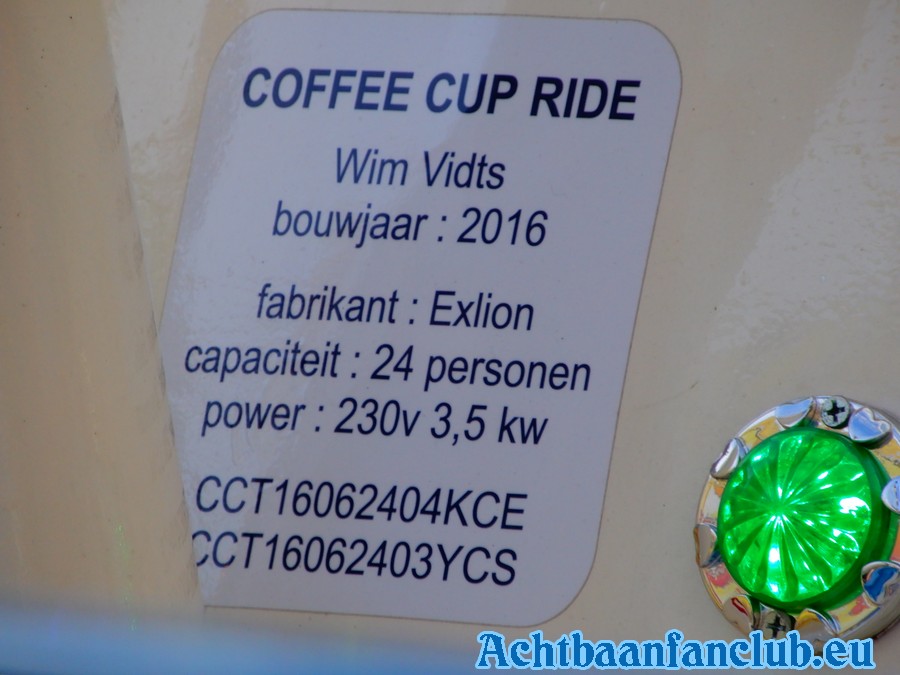 COFFEE CUP RIDE
Wim Vidts
bouwjaar : 2016
fabrikant : Exlion
capaciteit : 24 personen
power : 230v 3,5 kw
CCT16062404KCE
CCT16062403YCS
Achtbaanfanclub.eu